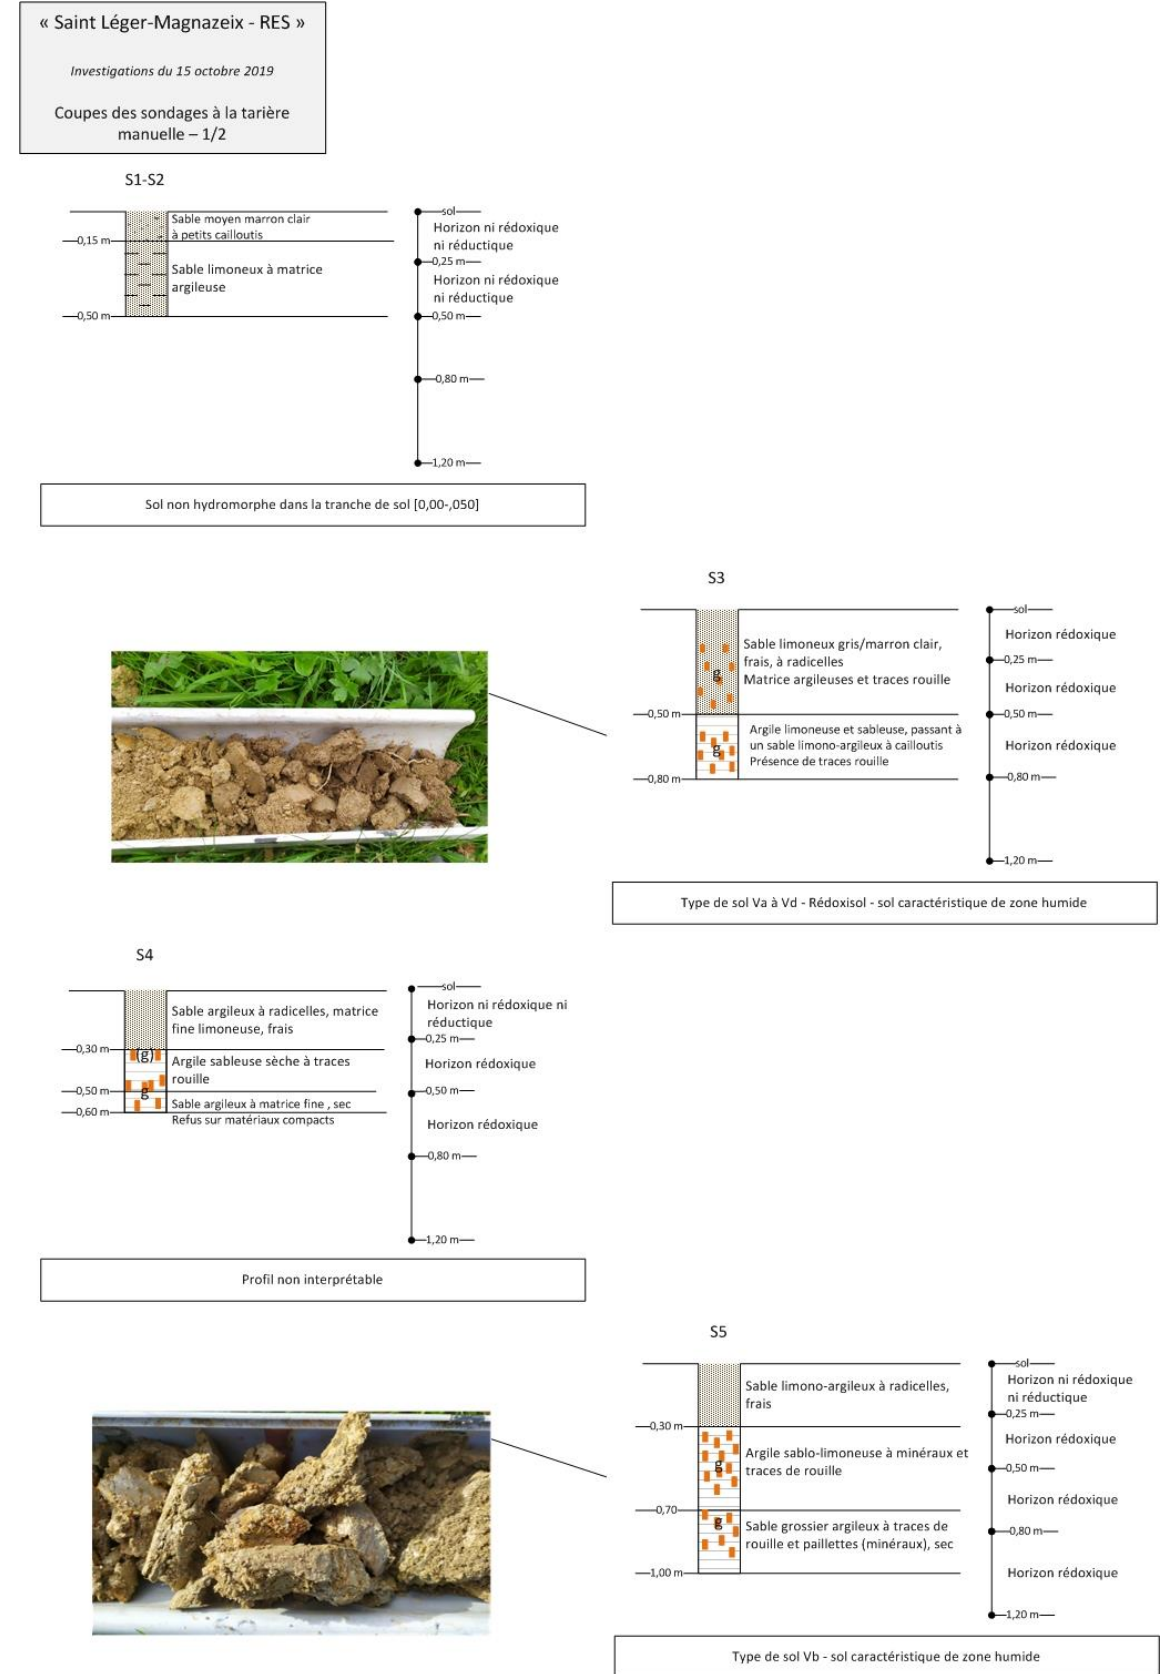 « Saint Léger-Magnazeix - RES »
Investigations du 15 octobre 2019
Coupes des sondages à la tarière
manuelle – 1/2
S1-S2
Sable moyen marron clair
à petits cailloutis
0,15 m
Sable limoneux à matrice
argileuse
0,50 m
sol
Horizon ni rédoxique
ni réductique
0,25 m
Horizon ni rédoxique
ni réductique
0,50 m
0,80 m
1,20 m
Sol non hydromorphe dans la tranche de sol [0,00-,050]
S3
Sable limoneux gris/marron clair,
frais, à radicelles
Matrice argileuses et traces rouille
g
0,50 m
Argile limoneuse et sableuse, passant à
un sable limono-argileux à cailloutis
Présence de traces rouille
g
0,80 m
sol
Horizon rédoxique
0,25 m
Horizon rédoxique
0,50 m
Horizon rédoxique
0,80 m
1,20 m
Type de sol Va à Vd - Rédoxisol - sol caractéristique de zone humide
S4
Sable argileux à radicelles, matrice
fine limoneuse, frais
0,30 m
(g)
Argile sableuse sèche à traces
rouille
0,50 m
g
Sable argileux à matrice fine , sec
0,60 m
Refus sur matériaux compacts
sol
Horizon ni rédoxique ni
réductique
0,25 m
Horizon rédoxique
0,50 m
Horizon rédoxique
0,80 m
1,20 m
Profil non interprétable
S5
Sable limono-argileux à radicelles,
frais
0,30 m
Argile sablo-limoneuse à minéraux et
traces de rouille
g
0,70
g
Sable grossier argileux à traces de
rouille et paillettes (minéraux), sec
1,00 m
sol
Horizon ni rédoxique
ni réductique
0,25 m
Horizon rédoxique
0,50 m
Horizon rédoxique
0,80 m
Horizon rédoxique
1,20 m
Type de sol Vb - sol caractéristique de zone humide